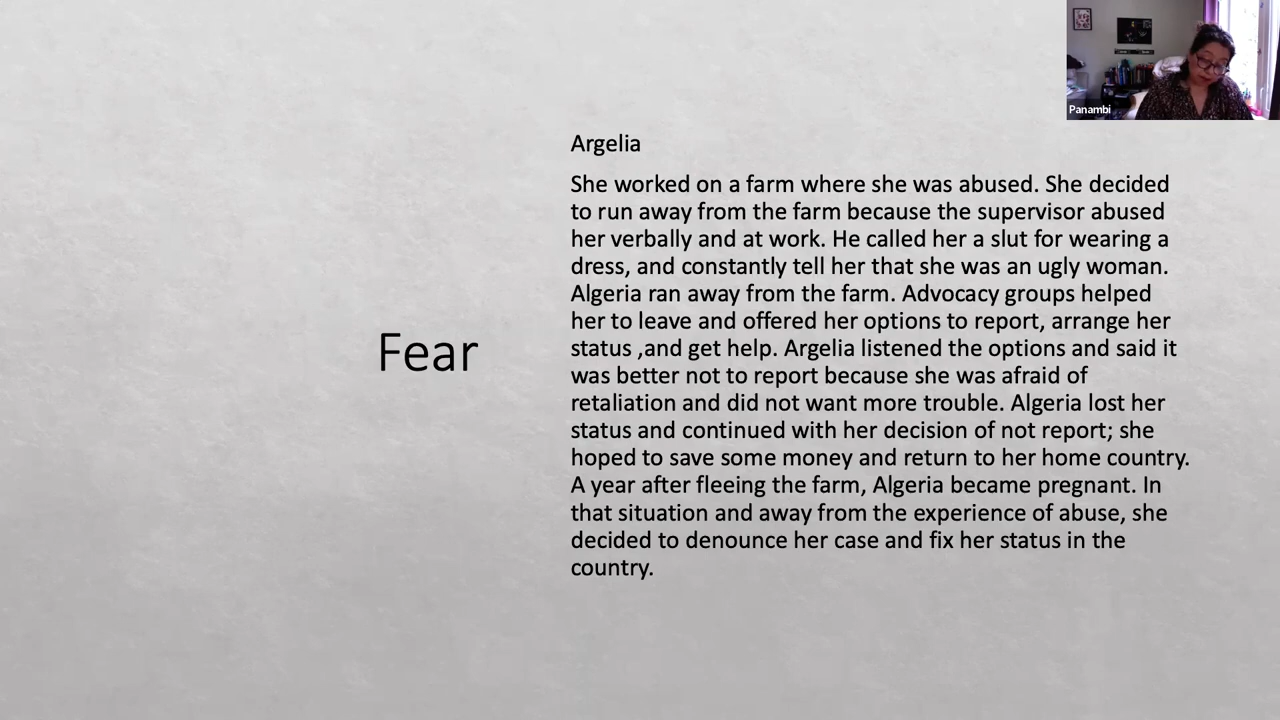 Panambi
Argelia
She worked on a farm where she was abused. She decided
to run away from the farm because the supervisor abused
her verbally and at work. He called her a slut for wearing a
dress, and constantly tell her that she was an ugly woman.
Algeria ran away from the farm. Advocacy groups helped
her to leave and offered her options to report, arrange her
status ,and get help. Argelia listened the options and said it
was better not to report because she was afraid of
retaliation and did not want more trouble. Algeria lost her
status and continued with her decision of not report; she
hoped to save some money and return to her home country.
A year after fleeing the farm, Algeria became pregnant. In
that situation and away from the experience of abuse, she
decided to denounce her case and fix her status in the
country.
Fear